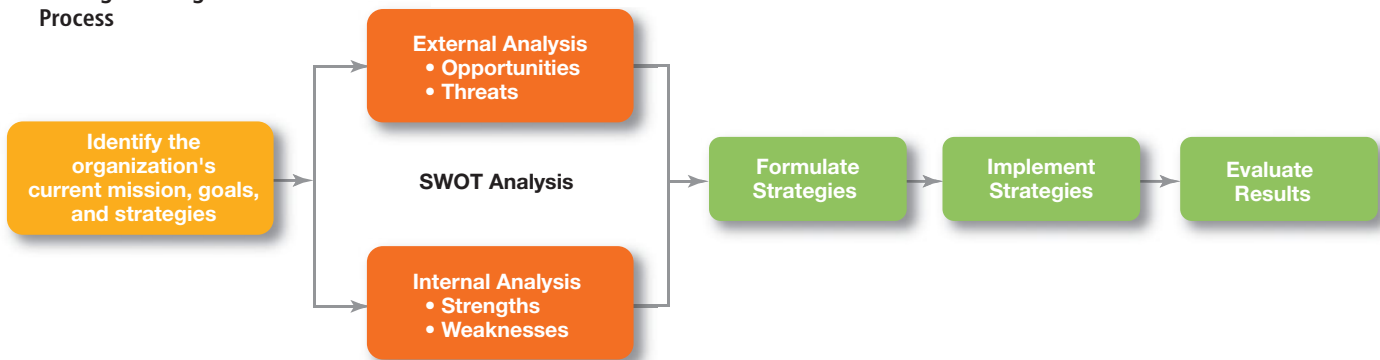 Process
Identify the
organization's
current mission, goals,
and strategies
External Analysis
• Opportunities
• Threats
SWOT Analysis
Internal Analysis
• Strengths
• Weaknesses
Formulate
Strategies
Implement
Strategies
Evaluate
Results